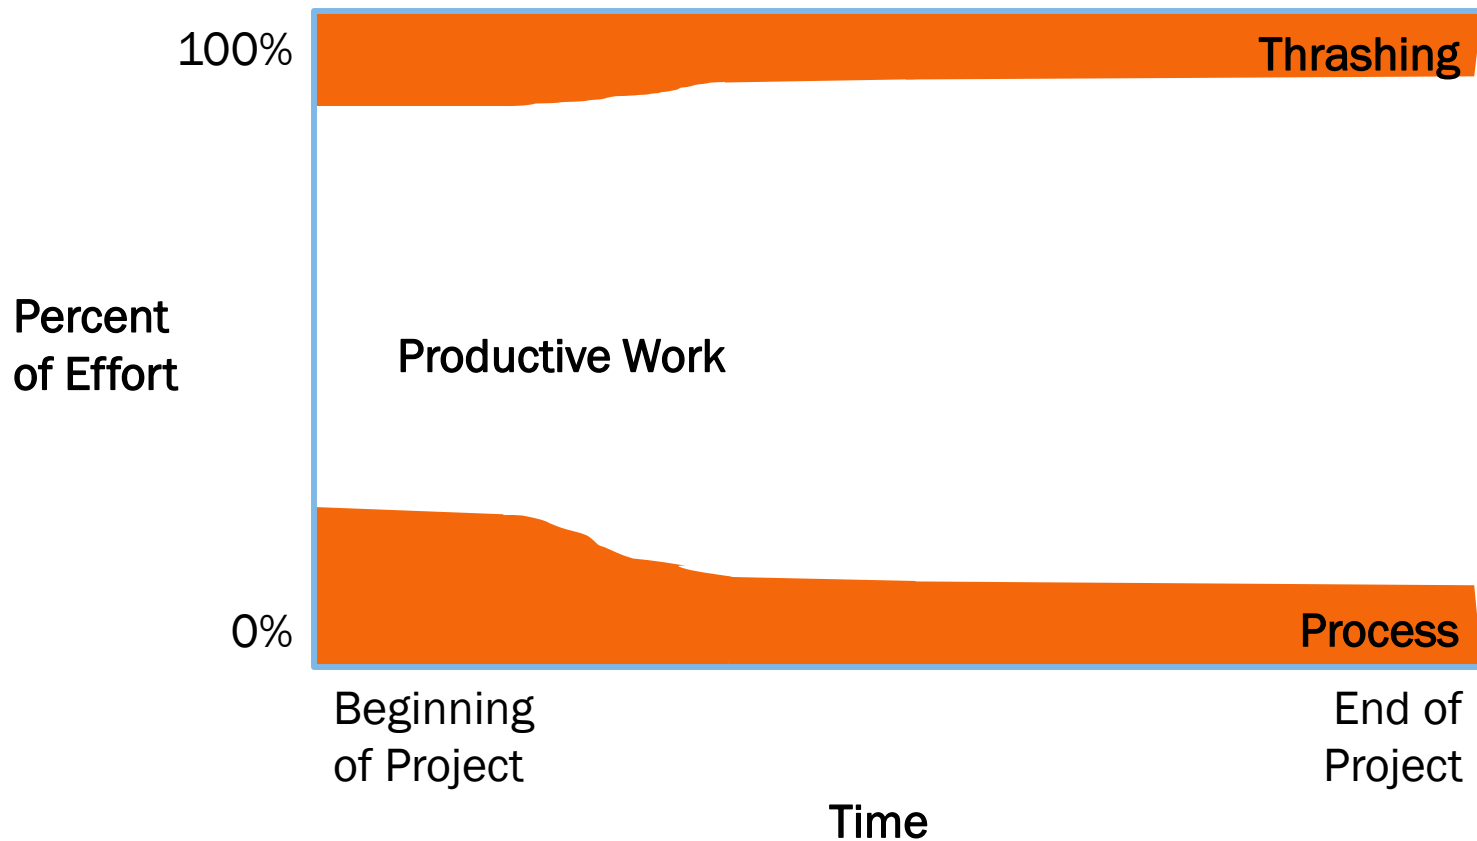 100%
Thrashing
Percent
of Effort
Productive Work
0%
Process
Beginning
of Project
End of
Project
Time